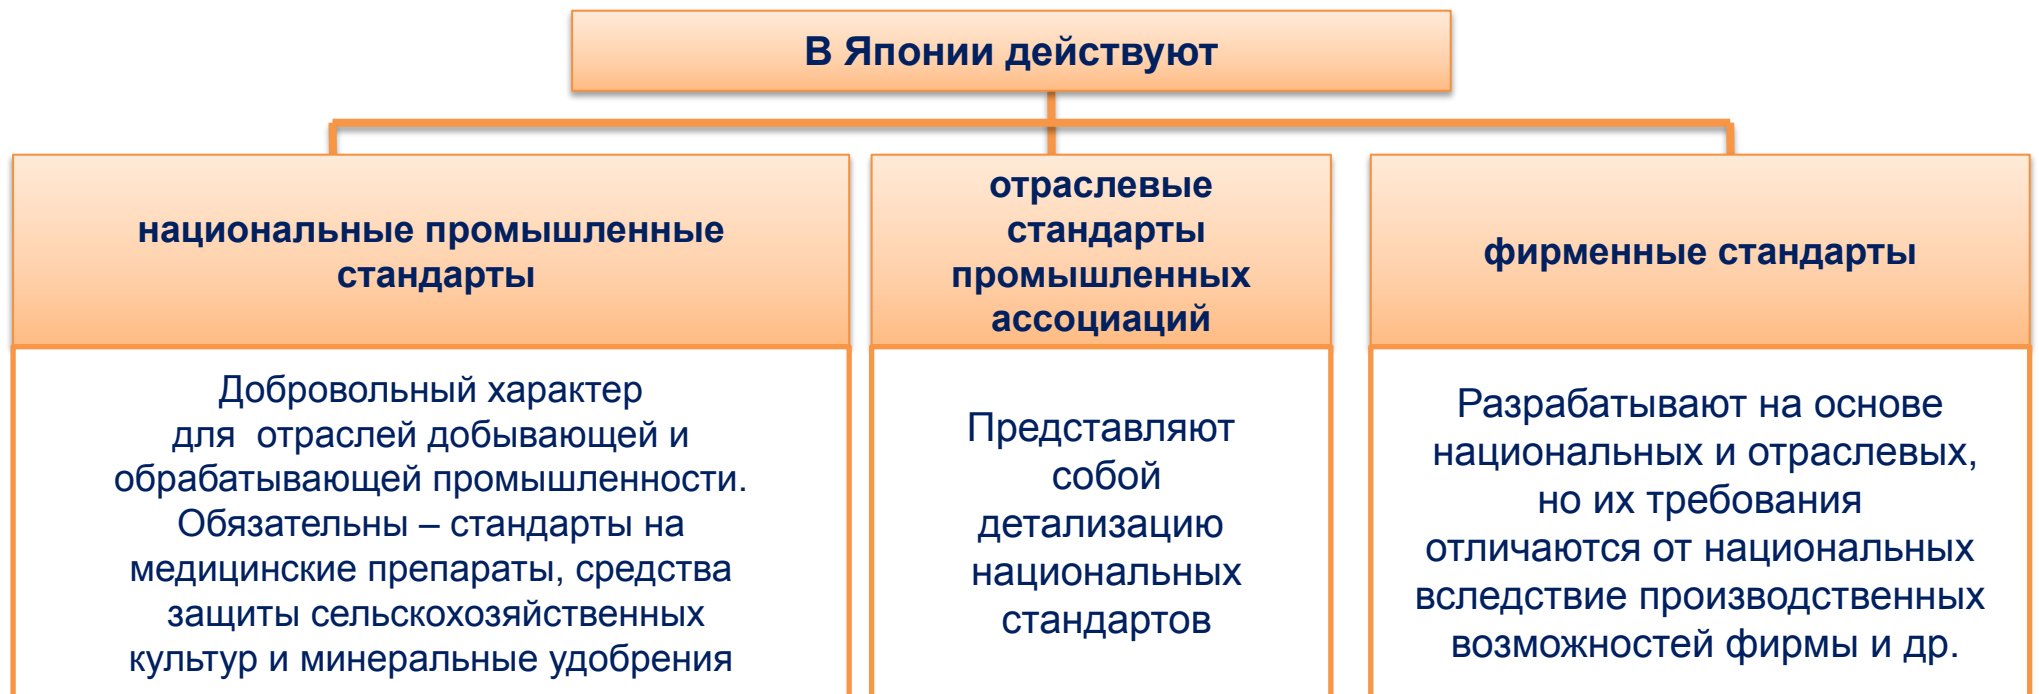 В Японии действуют
национальные промышленные
стандарты
отраслевые
стандарты
промышленных
ассоциаций
фирменные стандарты
Добровольный характер
для отраслей добывающей и
обрабатывающей промышленности.
Обязательны – стандарты на
медицинские препараты, средства
защиты сельскохозяйственных
культур и минеральные удобрения
Представляют
собой
детализацию
национальных
стандартов
Разрабатывают на основе
национальных и отраслевых,
но их требования
отличаются от национальных
вследствие производственных
возможностей фирмы и др.